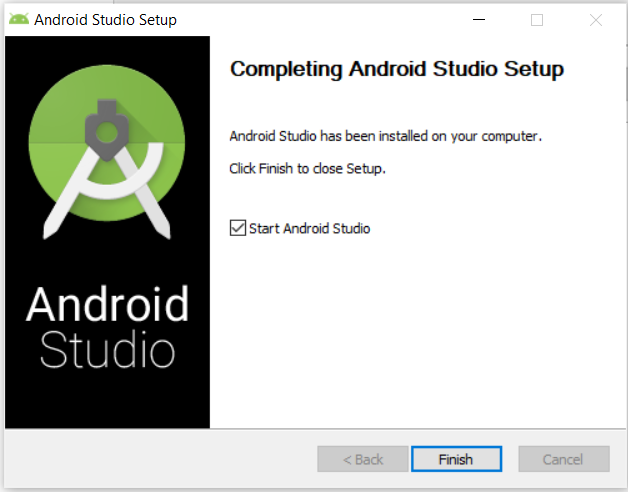 Android Studio Setup
Completing Android Studio Setup
Android Studio has been installed on your computer.
Click Finish to close Setup.
Start Android Studio
Android
Studio
< Back
Finish
Cancel